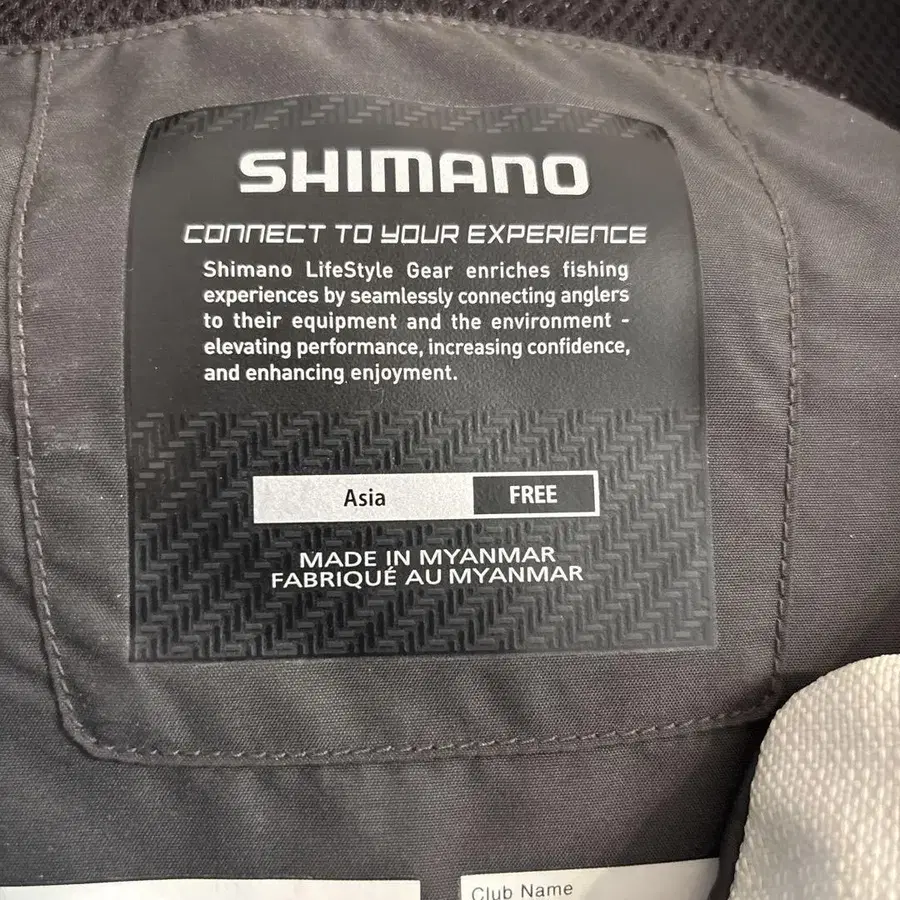 SHIMANO
CONNECT TO YOUR EXPERIENCE
Shimano LifeStyle Gear enriches fishing
experiences by seamlessly connecting anglers
to their equipment and the environment -
elevating performance, increasing confidence,
and enhancing enjoyment.
Asia FREE
MADE IN MYANMAR
FABRIQUÉ AU MYANMAR
Club Name